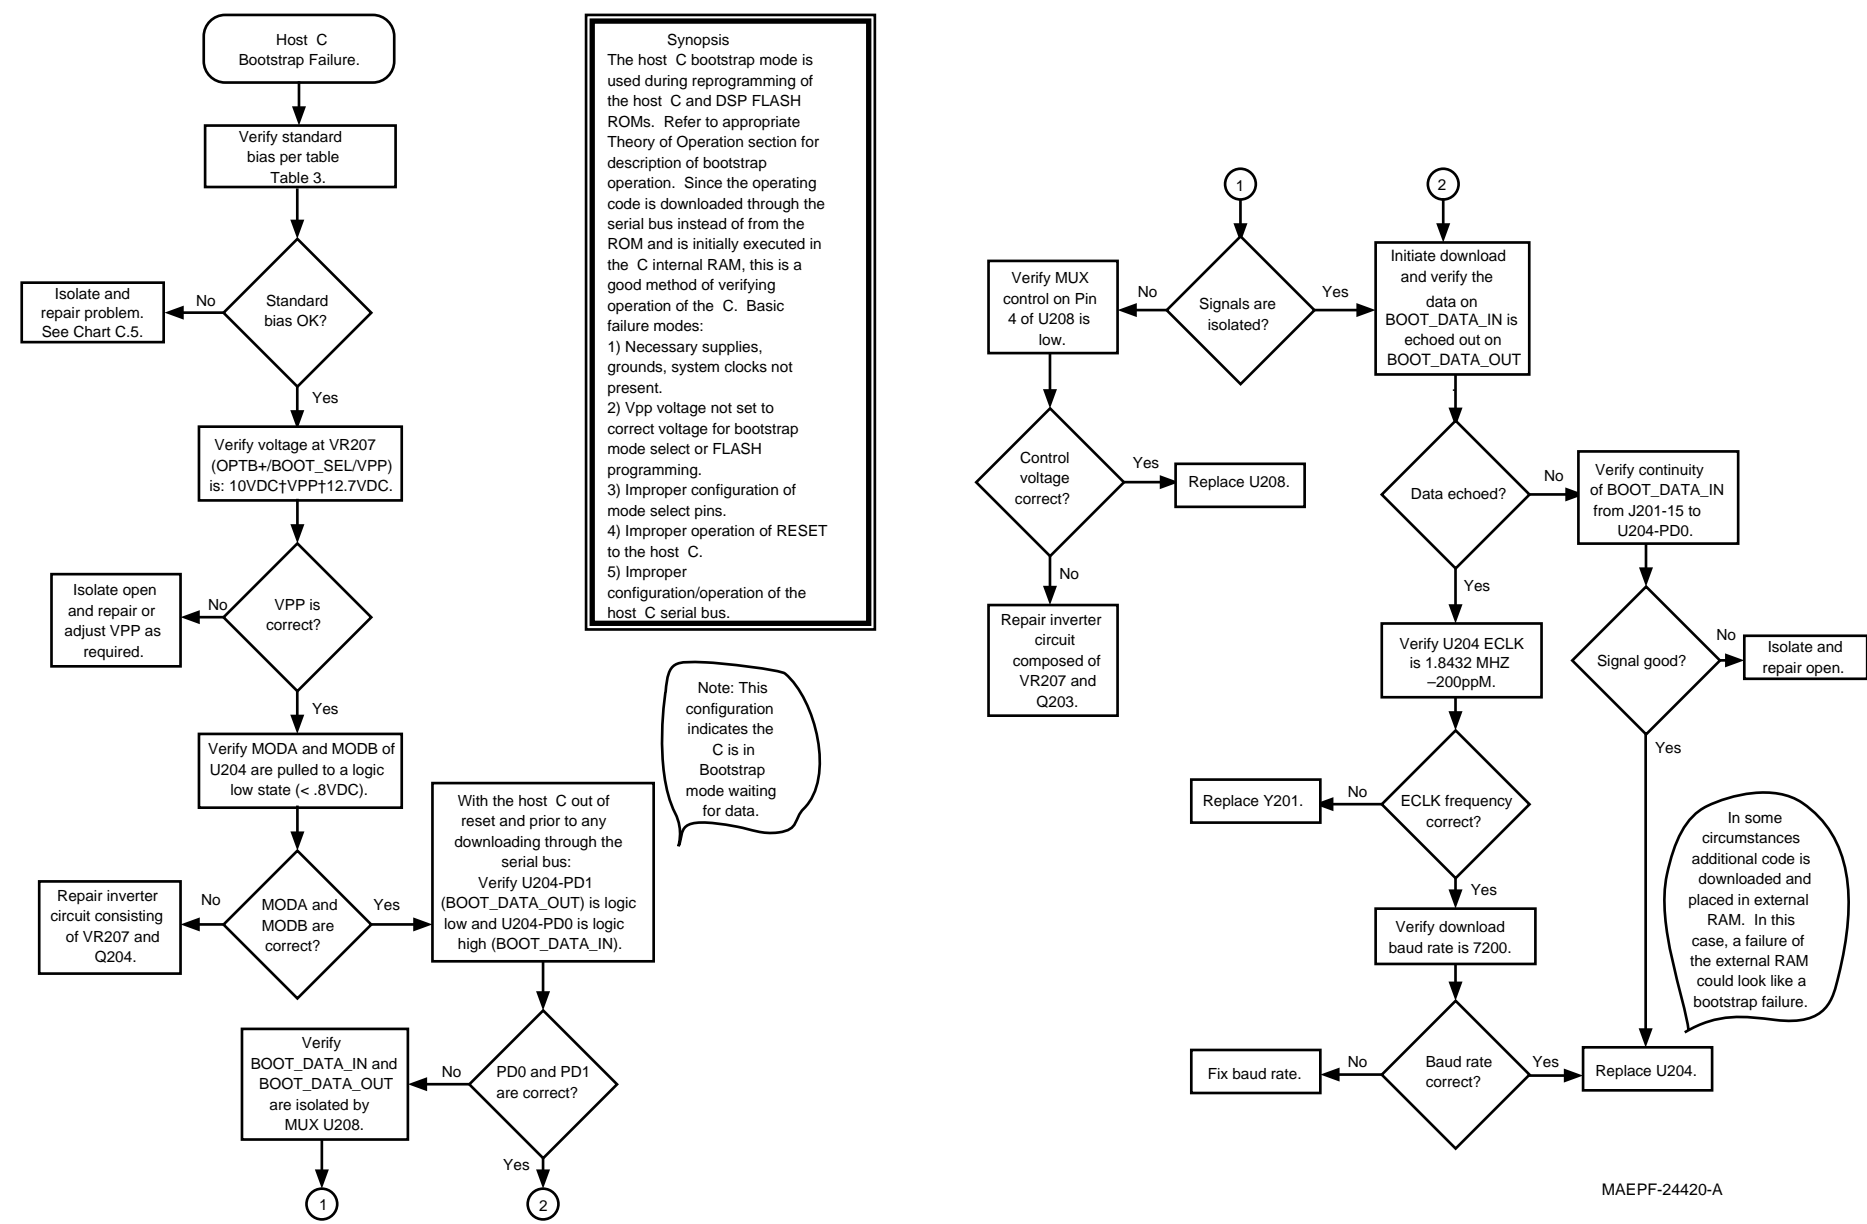 Host C
Bootstrap Failure.
Verify standard
bias per table
Table 3.
Standard
bias OK?
No
Isolate and
repair problem.
See Chart C.5.
Yes
Verify voltage at VR207
(OPTB+/BOOT_SEL/VPP)
is: 10VDC†VPP†12.7VDC.
VPP is
correct?
No
Isolate open
and repair or
adjust VPP as
required.
Yes
Verify MODA and MODB of
U204 are pulled to a logic
low state (< .8VDC).
MODA and
MODB are
correct?
No
Repair inverter
circuit consisting
of VR207 and
Q204.
Yes
With the host C out of
reset and prior to any
downloading through the
serial bus:
Verify U204-PD1
(BOOT_DATA_OUT) is logic
low and U204-PD0 is logic
high (BOOT_DATA_IN).
PD0 and PD1
are correct?
No
Verify
BOOT_DATA_IN and
BOOT_DATA_OUT
are isolated by
MUX U208.
1
Yes
2
Synopsis
The host C bootstrap mode is
used during reprogramming of
the host C and DSP FLASH
ROMs. Refer to appropriate
Theory of Operation section for
description of bootstrap
operation. Since the operating
code is downloaded through the
serial bus instead of from the
ROM and is initially executed in
the C internal RAM, this is a
good method of verifying
operation of the C. Basic
failure modes:
1) Necessary supplies,
grounds, system clocks not
present.
2) Vpp voltage not set to
correct voltage for bootstrap
mode select or FLASH
programming.
3) Improper configuration of
mode select pins.
4) Improper operation of RESET
to the host C.
5) Improper
configuration/operation of the
host C serial bus.
Note: This
configuration
indicates the
C is in
Bootstrap
mode waiting
for data.
1
Signals are
isolated?
No
Verify MUX
control on Pin
4 of U208 is
low.
Control
voltage
correct?
Yes
Replace U208.
No
Repair inverter
circuit
composed of
VR207 and
Q203.
Yes
2
Initiate download
and verify the
data on
BOOT_DATA_IN is
echoed out on
BOOT_DATA_OUT
Data echoed?
No
Verify continuity
of BOOT_DATA_IN
from J201-15 to
U204-PD0.
Signal good?
No
Isolate and
repair open.
Yes
Yes
Verify U204 ECLK
is 1.8432 MHZ
–200ppM.
ECLK frequency
correct?
No
Replace Y201.
Yes
Verify download
baud rate is 7200.
Baud rate
correct?
No
Fix baud rate.
Yes
Replace U204.
In some
circumstances
additional code is
downloaded and
placed in external
RAM. In this
case, a failure of
the external RAM
could look like a
bootstrap failure.
MAEPF-24420-A